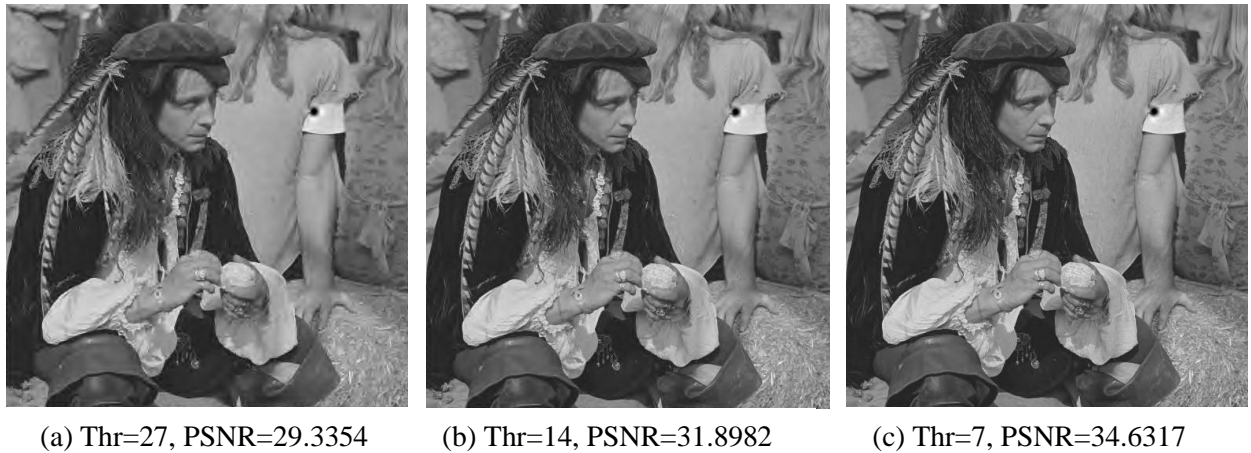 (a) Thr=27, PSNR=29.3354
(b) Thr=14, PSNR=31.8982
(c) Thr=7, PSNR=34.6317